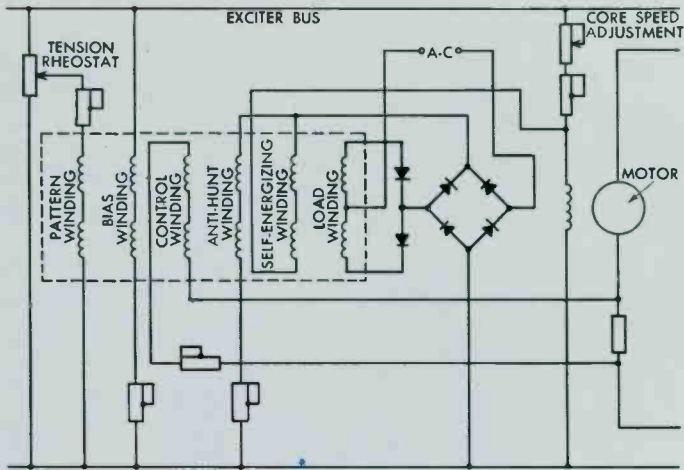 EXCITER BUS
CORE SPEED
ADJUSTMENT
TENSION
RHEOSTAT
A-C
MOTOR
PATTERN
WINDING
BIAS
WINDING
CONTROL
WINDING
ANTI-HUNT
WINDING
SELF-ENERGIZING
WINDING
LOAD
WINDING